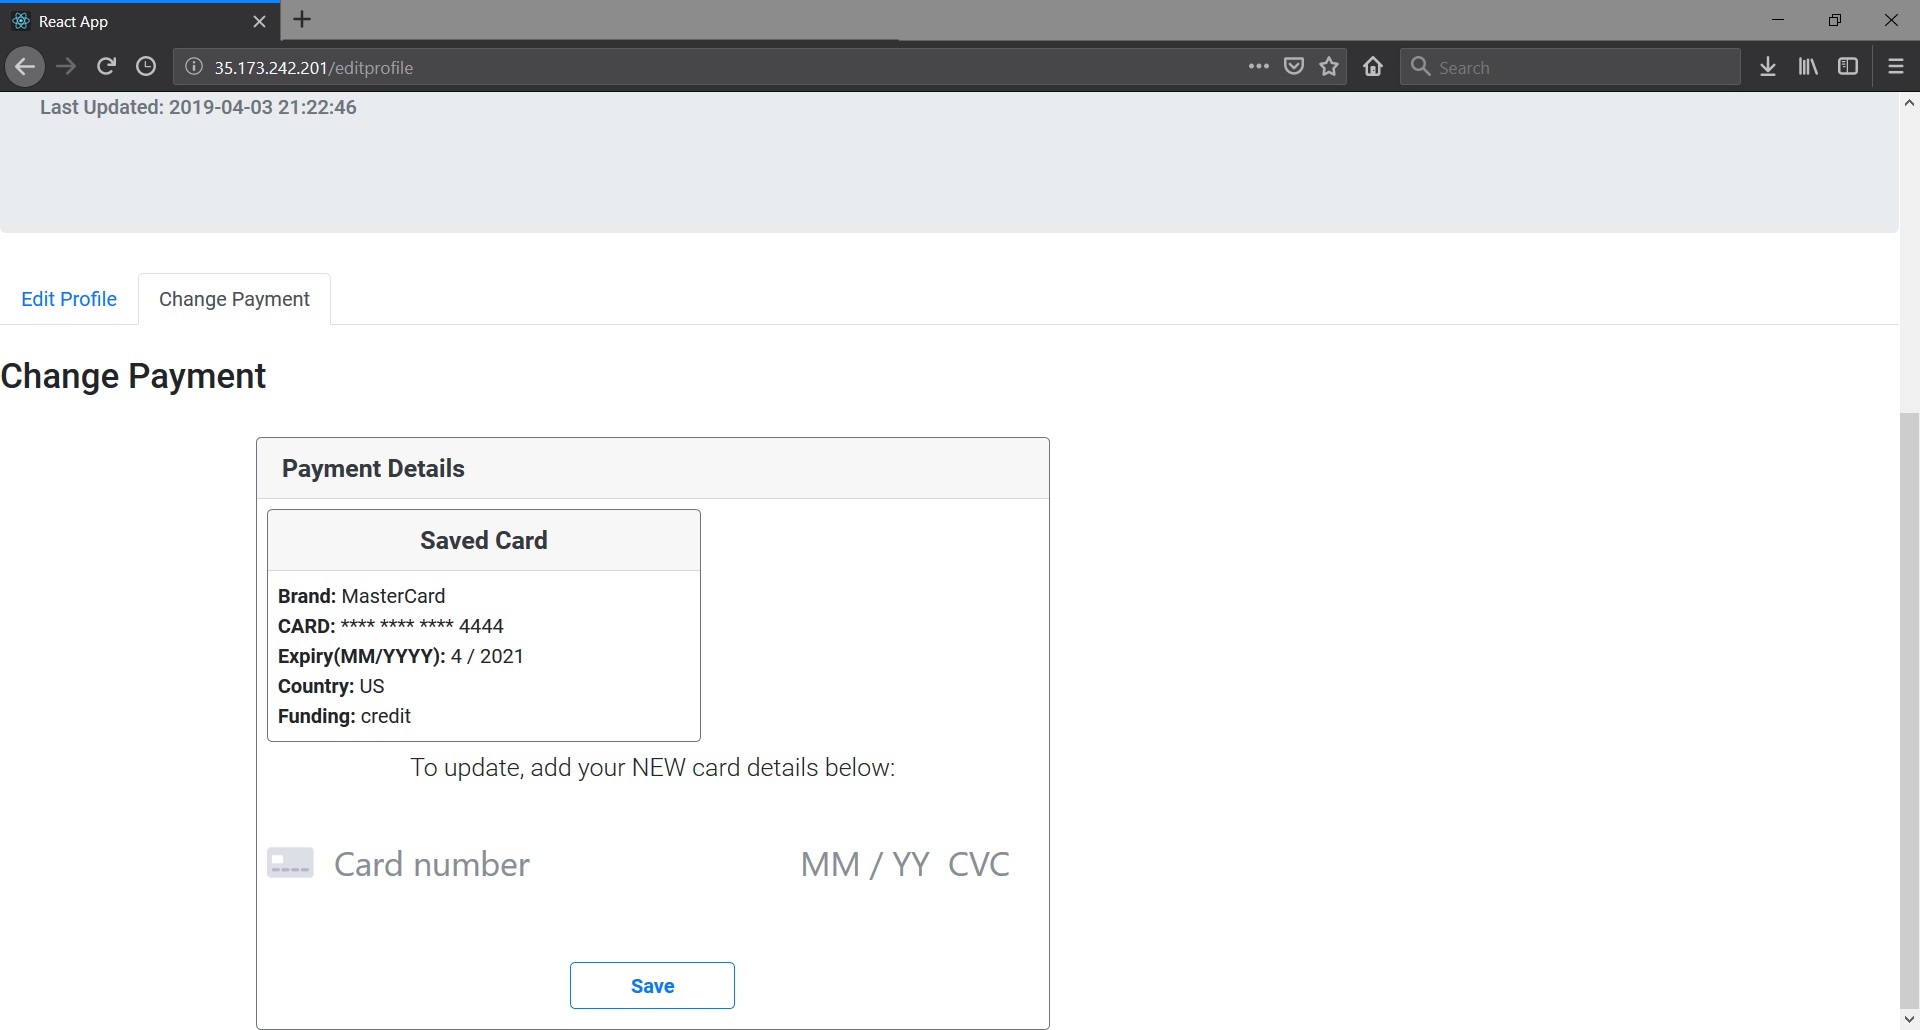 React App
35.173.242.201/editprofile
Search
Last Updated: 2019-04-03 21:22:46
Edit Profile
Change Payment
Change Payment
Payment Details
Saved Card
Brand: MasterCard
CARD: **** **** **** 4444
Expiry(MM/YYYY): 4 / 2021
Country: US
Funding: credit
To update, add your NEW card details below:
Card number MM / YY CVC
Save